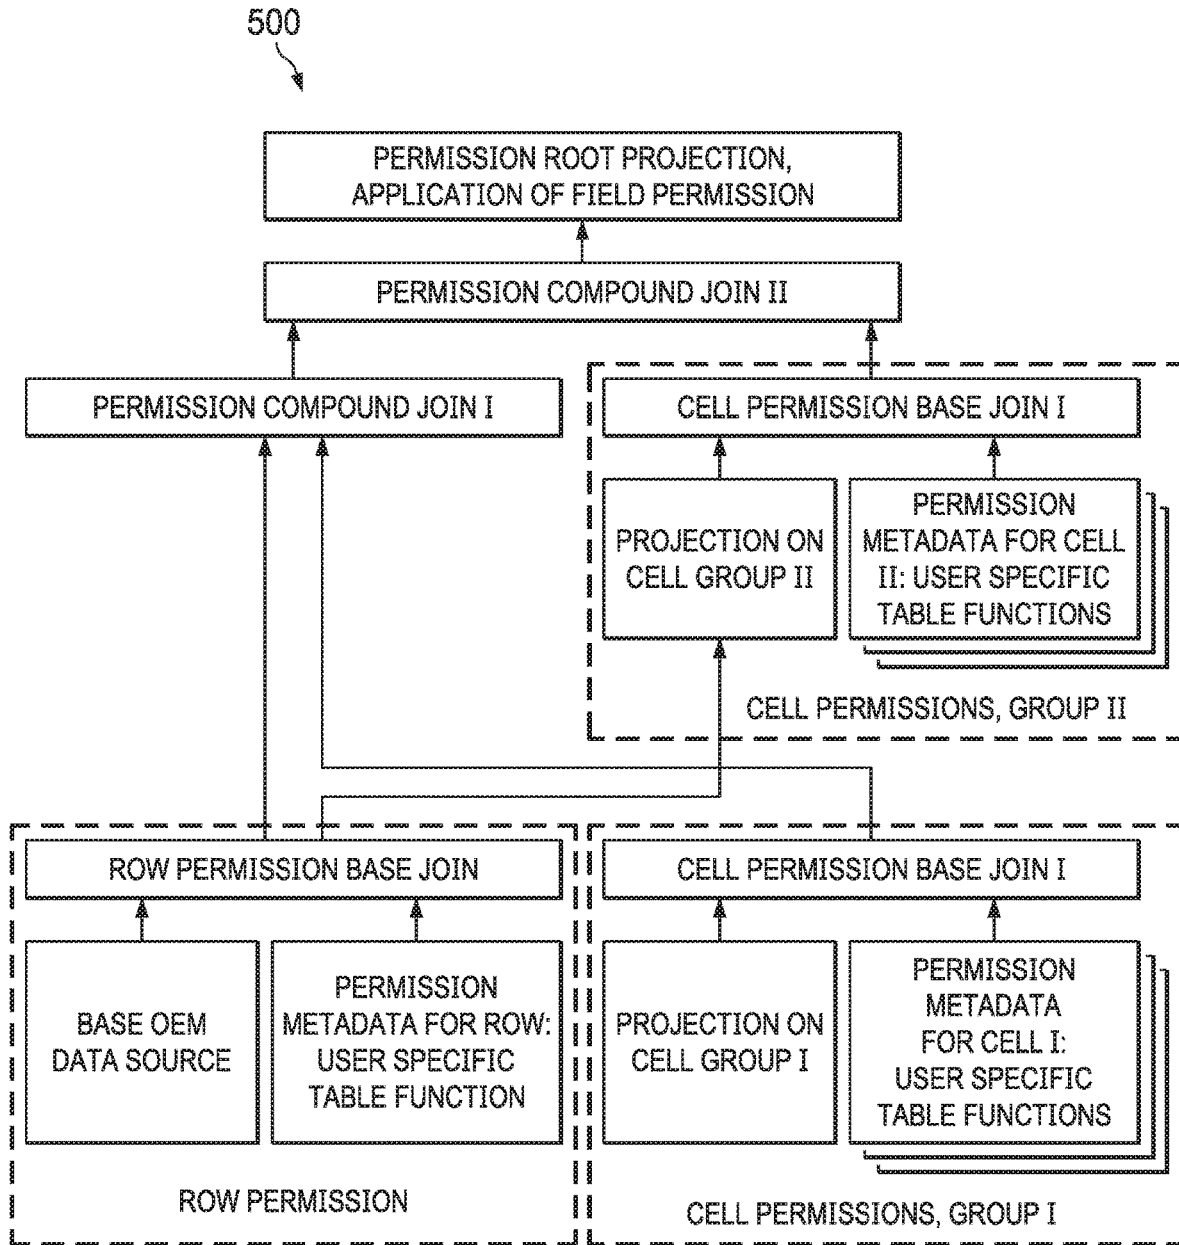 500
PERMISSION ROOT PROJECTION,
APPLICATION OF FIELD PERMISSION
PERMISSION COMPOUND JOIN II
PERMISSION COMPOUND JOIN I
CELL PERMISSION BASE JOIN I
PROJECTION ON
CELL GROUP II
PERMISSION
METADATA FOR CELL
II: USER SPECIFIC
TABLE FUNCTIONS
CELL PERMISSIONS, GROUP II
ROW PERMISSION BASE JOIN
BASE OEM
DATA SOURCE
PERMISSION
METADATA FOR ROW:
USER SPECIFIC
TABLE FUNCTION
ROW PERMISSION
CELL PERMISSION BASE JOIN I
PROJECTION ON
CELL GROUP I
PERMISSION
METADATA
FOR CELL I:
USER SPECIFIC
TABLE FUNCTIONS
CELL PERMISSIONS, GROUP I